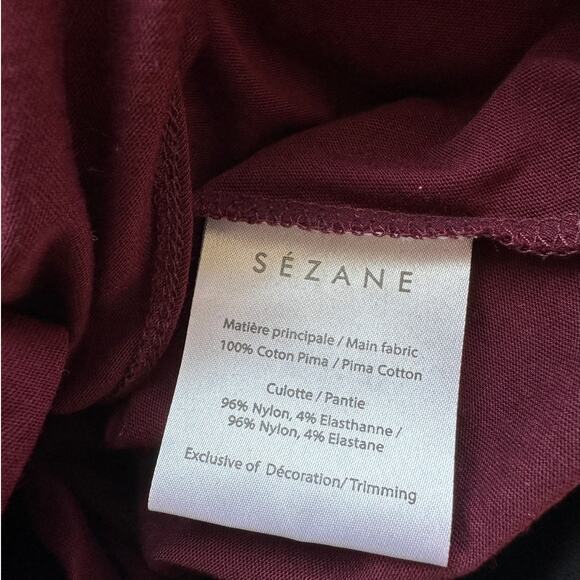 SÉZANE
Matière principale / Main fabric
100% Coton Pima / Pima Cotton
Culotte / Pantie
96% Nylon, 4% Elasthanne /
96% Nylon, 4% Elastane
Exclusive of Décoration/Trimming